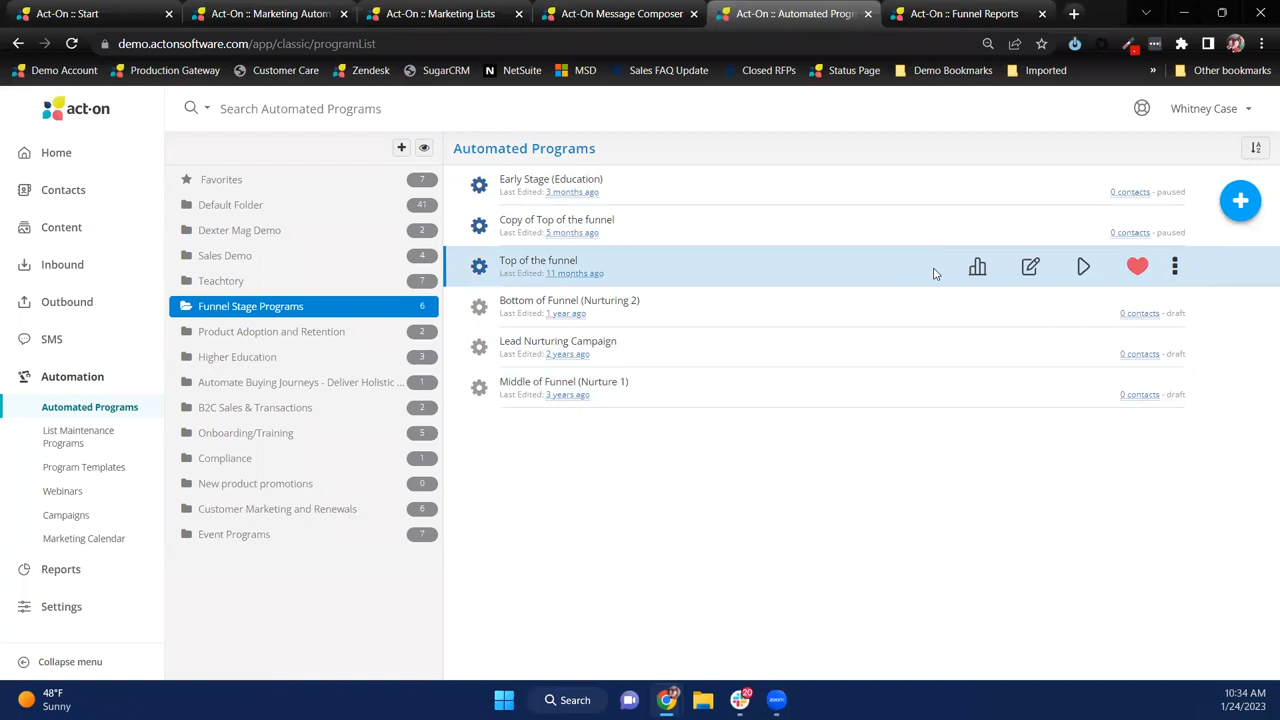 Act-On :: Start
Act-On :: Marketing Autom
Act-On :: Marketing Lists
Act-On Message Composer
Act-On :: Automated Progr
Act-On :: Funnel Reports
demo.actonsoftware.com/app/classic/programList
Demo Account
Production Gateway
Customer Care
Zendesk
SugarCRM
NetSuite
MSD
Sales FAQ Update
Closed RFPs
Status Page
Demo Bookmarks
Imported
»
Other bookmarks
act-on
Search Automated Programs
Whitney Case
Home
Contacts
Content
Inbound
Outbound
SMS
Automation
Automated Programs
List Maintenance
Programs
Program Templates
Webinars
Campaigns
Marketing Calendar
Reports
Settings
Collapse menu
Favorites 7
Default Folder 41
Dexter Mag Demo 2
Sales Demo 4
Teachtory 7
Funnel Stage Programs 6
Product Adoption and Retention 2
Higher Education 3
Automate Buying Journeys - Deliver Holistic ... 1
B2C Sales & Transactions 2
Onboarding/Training 5
Compliance 1
New product promotions 0
Customer Marketing and Renewals 6
Event Programs 7
Automated Programs
Early Stage (Education)
Last Edited: 3 months ago 0 contacts - paused
Copy of Top of the funnel
Last Edited: 5 months ago 0 contacts - paused
Top of the funnel
Last Edited: 11 months ago
Bottom of Funnel (Nurturing 2)
Last Edited: 1 year ago 0 contacts - draft
Lead Nurturing Campaign
Last Edited: 2 years ago 0 contacts - draft
Middle of Funnel (Nurture 1)
Last Edited: 3 years ago 0 contacts - draft
48°F
Sunny
Search
20
zoom
10:34 AM
1/24/2023